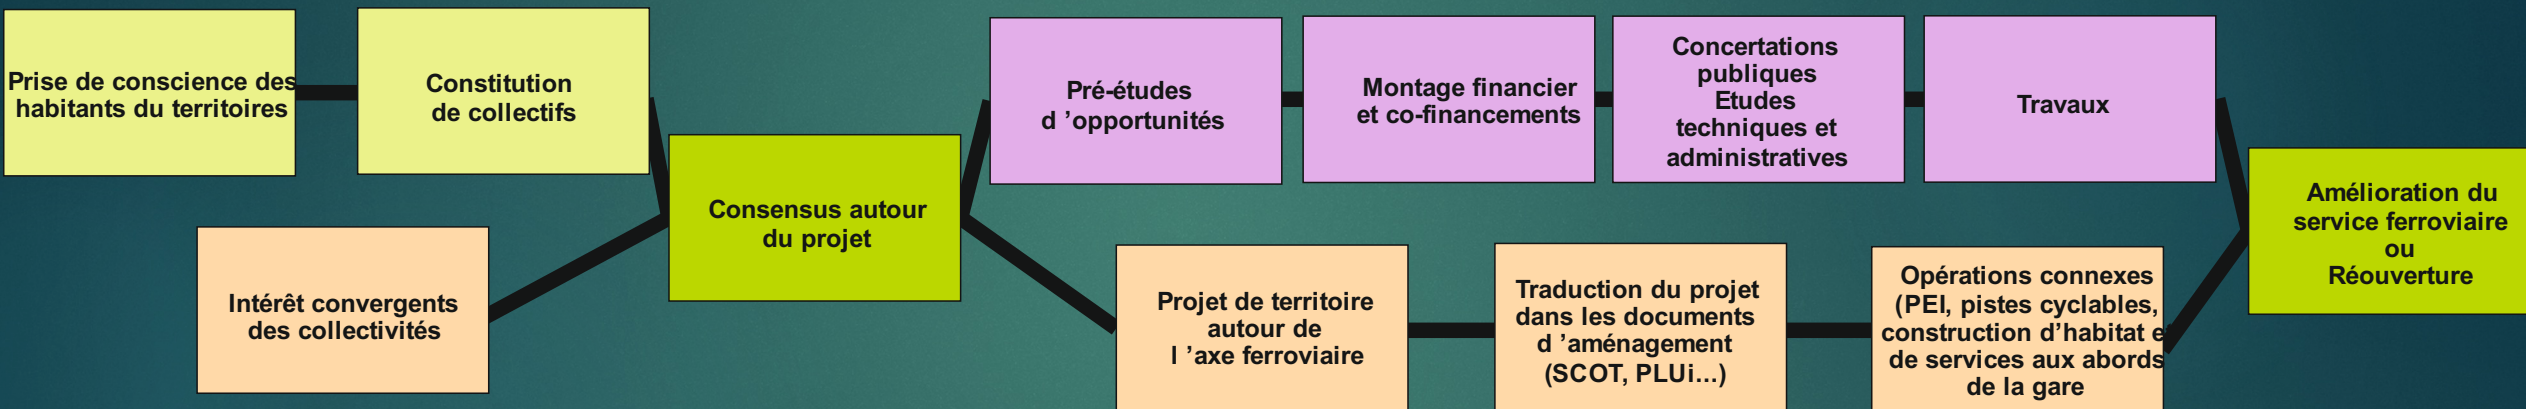 Prise de conscience des
habitants du territoires
Constitution
de collectifs
Intérêt convergents
des collectivités
Consensus autour
du projet
Pré-études
d ’opportunités
Montage financier
et co-financements
Concertations
publiques
Etudes
techniques et
administratives
Travaux
Projet de territoire
autour de
l ’axe ferroviaire
Traduction du projet
dans les documents
d ’aménagement
(SCOT, PLUi...)
Opérations connexes
(PEI, pistes cyclables,
construction d’habitat e
de services aux abords
de la gare
Amélioration du
service ferroviaire
ou
Réouverture